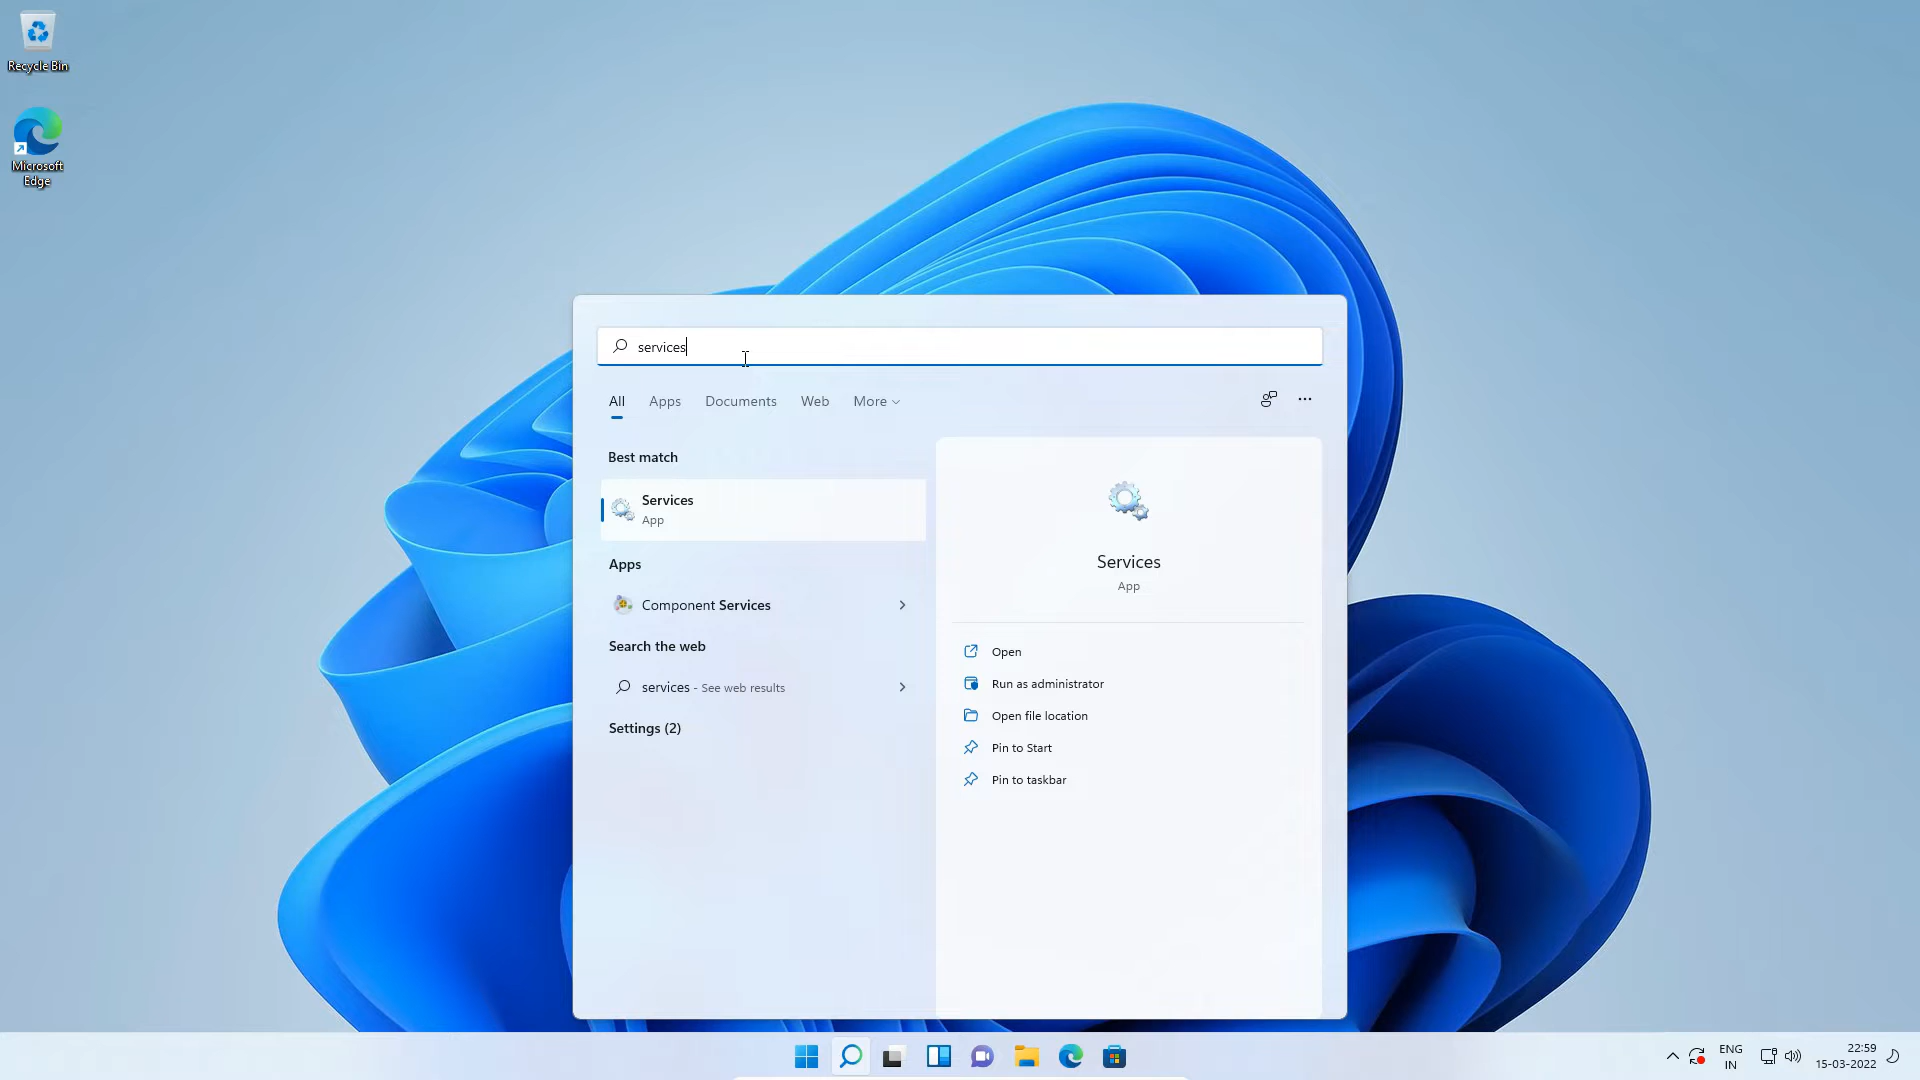 Recycle Bin
Microsoft
Edge
services
All
Apps
Documents
Web
More
Best match
Services
App
Apps
Component Services
Search the web
services - See web results
Settings (2)
Services
App
Open
Run as administrator
Open file location
Pin to Start
Pin to taskbar
ENG
IN
22:59
15-03-2022